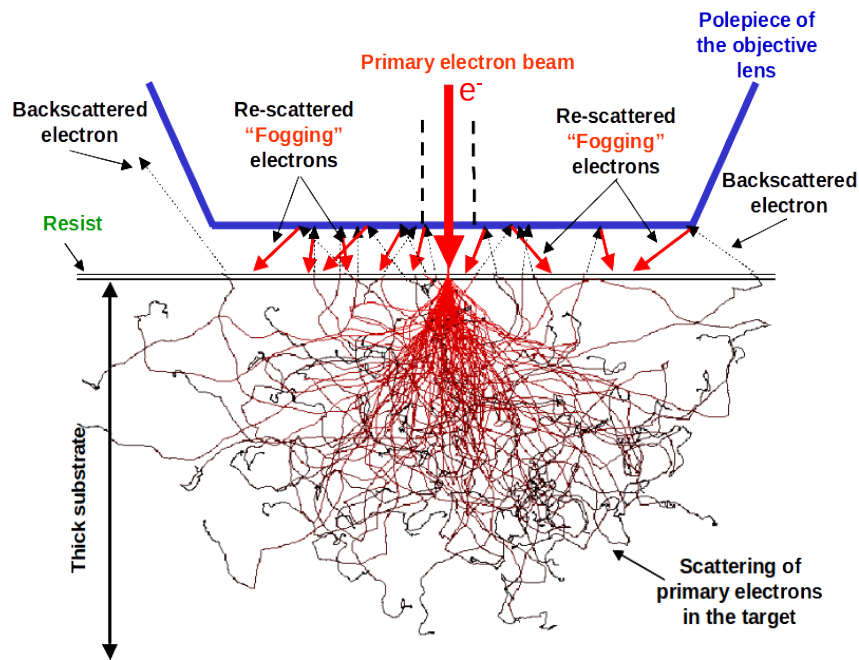 Polepiece of
the objective
lens
Primary electron beam
e-
Backscattered
electron
Re-scattered
“Fogging”
electrons
Re-scattered
“Fogging”
electrons
Backscattered
electron
Resist
Thick substrate
Scattering of
primary electrons
in the target